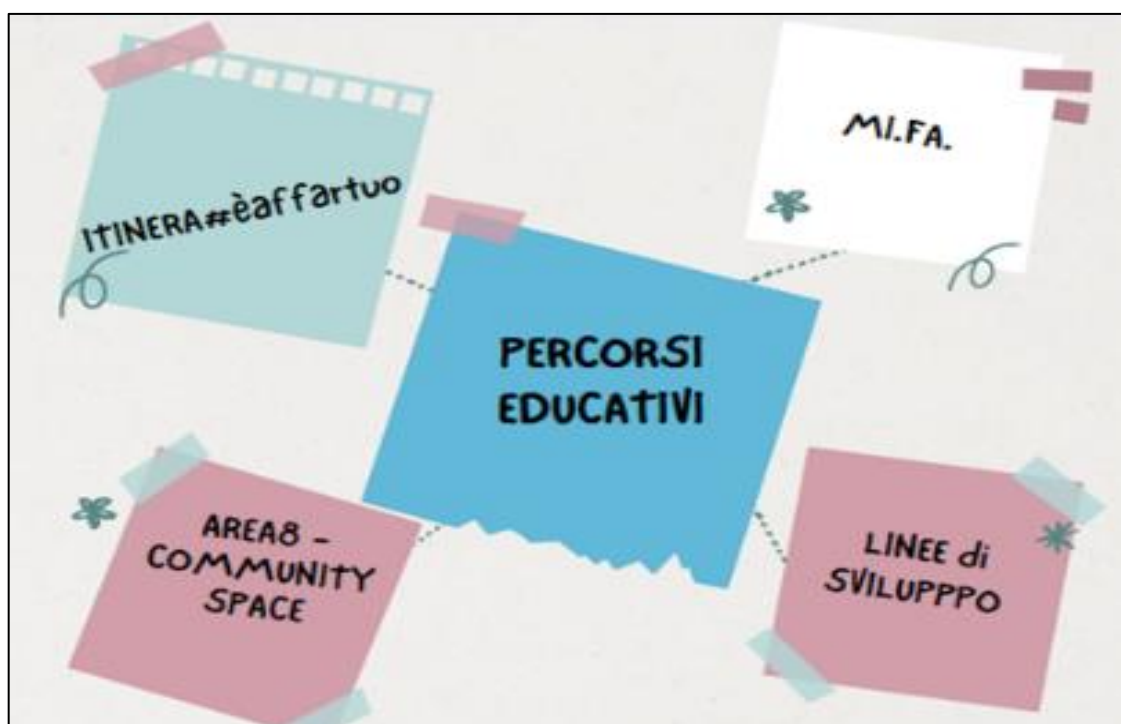 ITINERA#èaffartuo
MI.FA.
PERCORSI
EDUCATIVI
AREA8 -
COMMUNITY
SPACE
LINEE di
SVILUPPPO